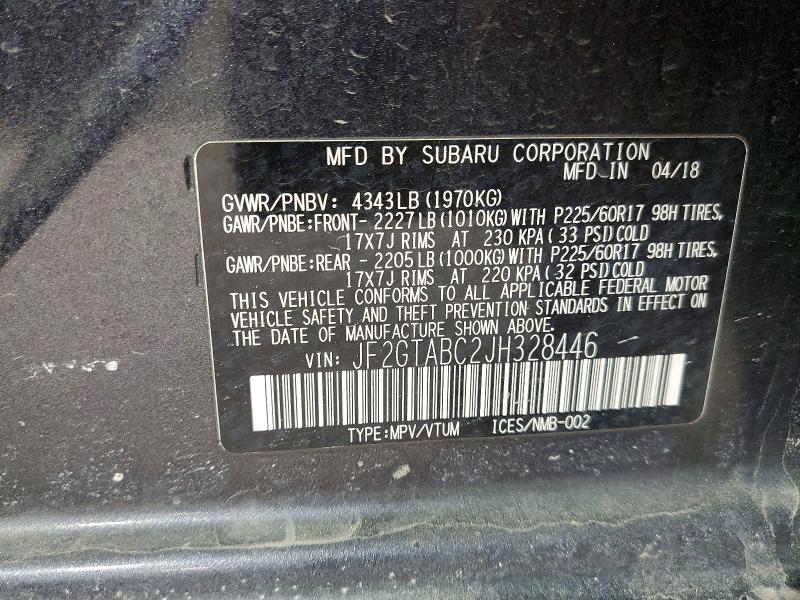 MFD BY SUBARU CORPORATION
MFD IN 04/18
GVWR/PNBV: 4343LB (1970KG)
GAWR/PNBE:FRONT- 2227LB (1010KG) WITH P225/60R17 98H TIRES,
17X7J RIMS AT 230 KPA (33 PSI) COLD
GAWR/PNBE:REAR - 2205LB (1000KG) WITH P225/60R17 98H TIRES,
17X7J RIMS AT 220 KPA (32 PSI) COLD
THIS VEHICLE CONFORMS TO ALL APPLICABLE FEDERAL MOTOR
VEHICLE SAFETY AND THEFT PREVENTION STANDARDS IN EFFECT ON
THE DATE OF MANUFACTURE SHOWN ABOVE.
VIN: JF2GTABC2JH328446
TYPE:MPV/VTUM ICES/NMB-002